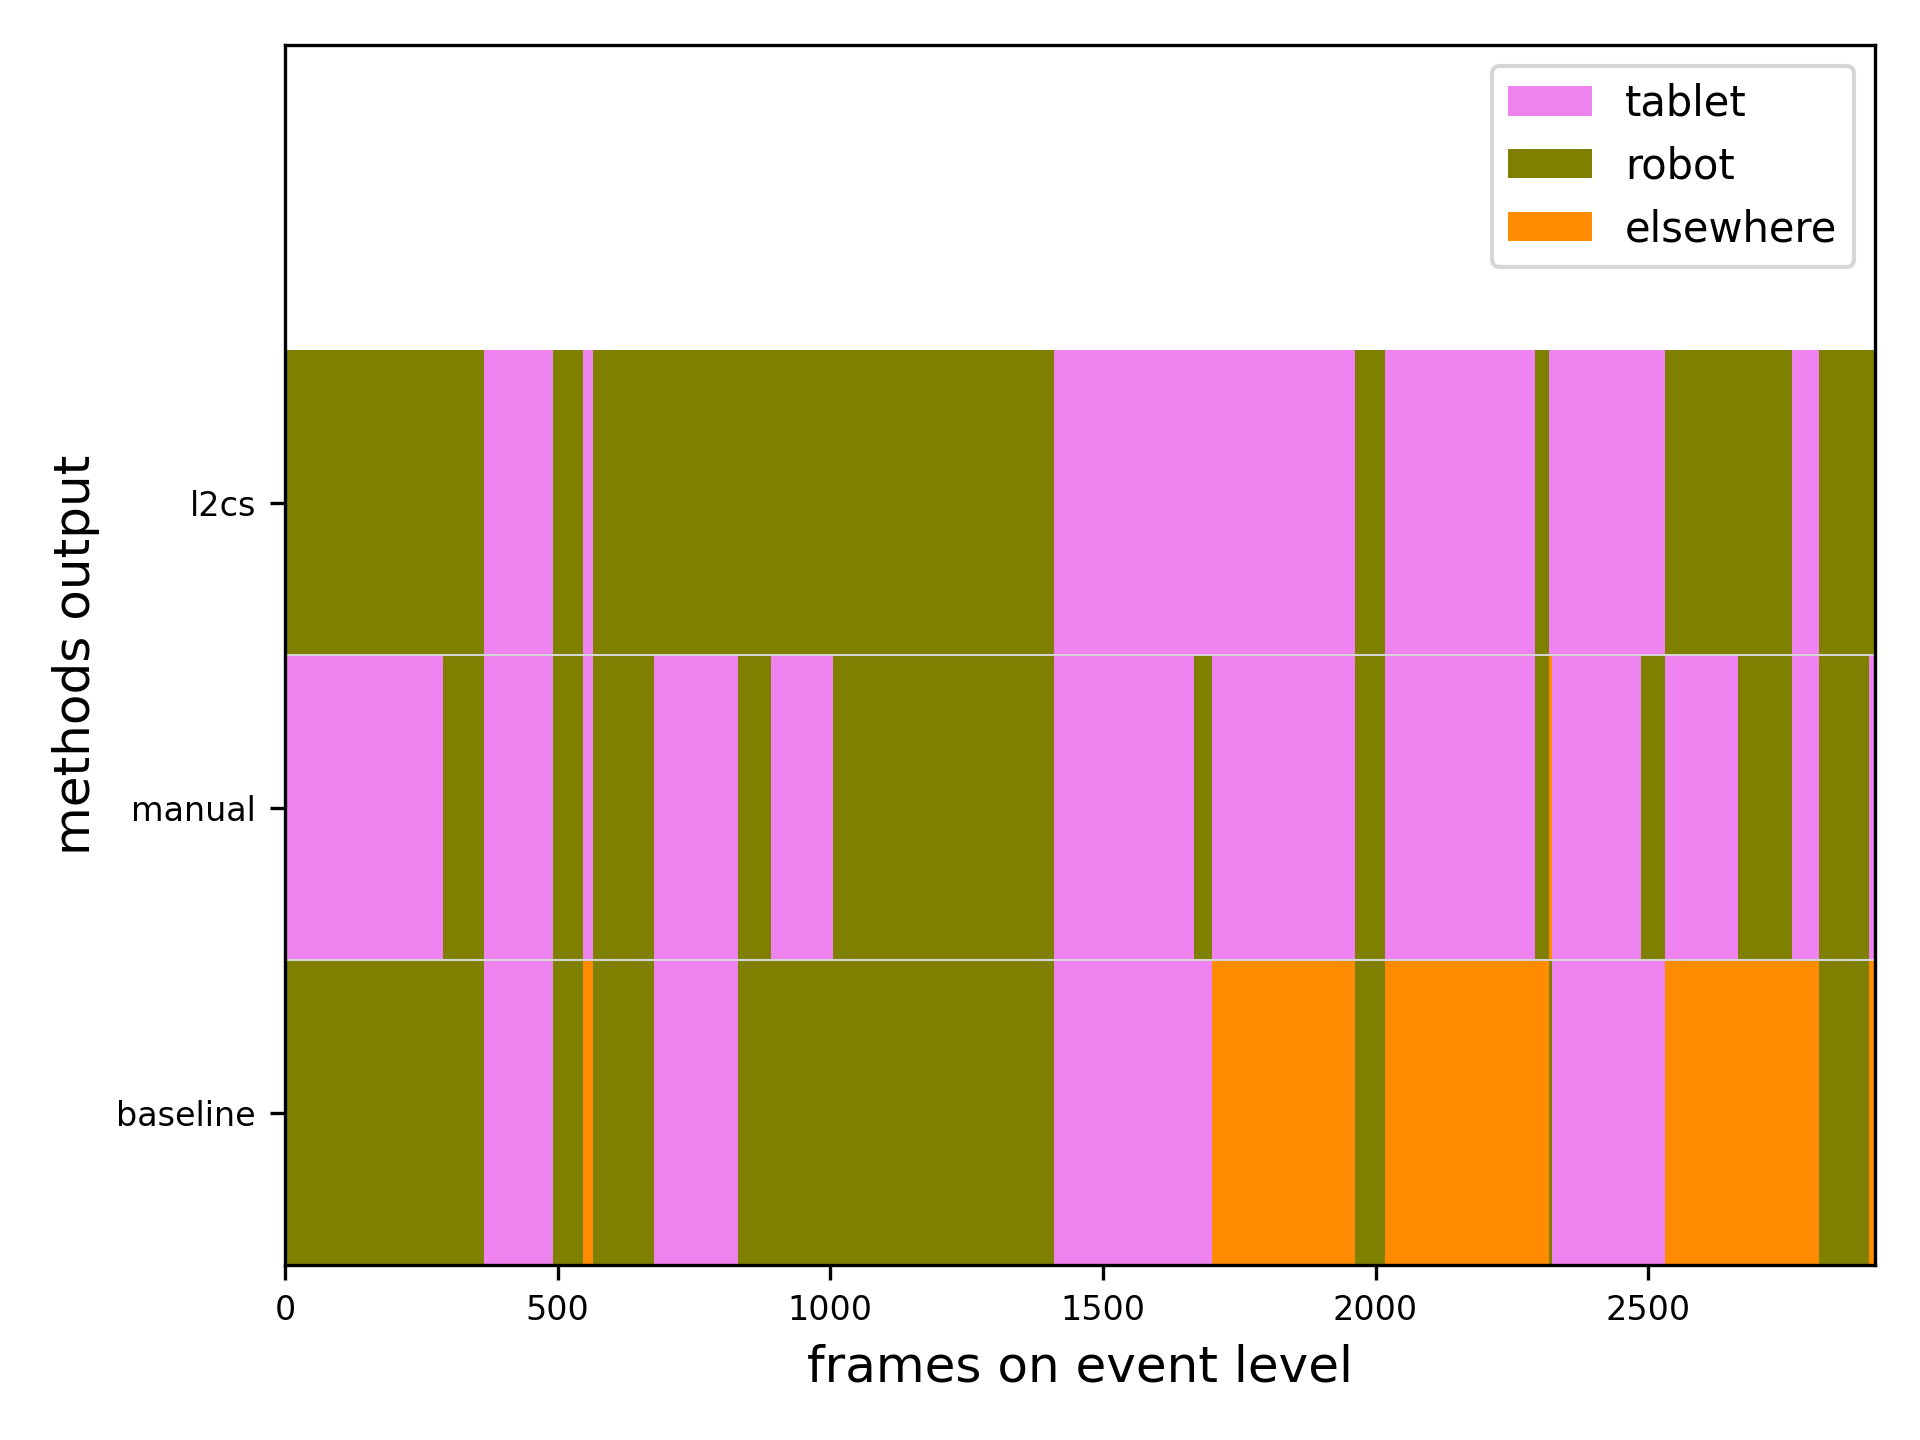 tablet
robot
elsewhere
methods output
l2cs
manual
baseline
0 500 1000 1500 2000 2500
frames on event level